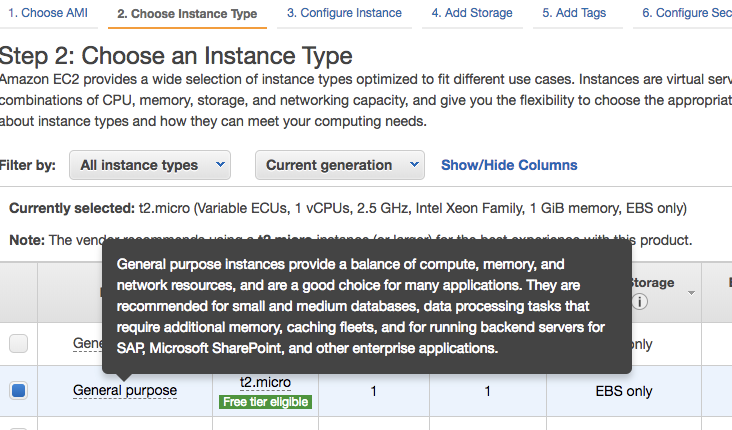 1. Choose AMI 2. Choose Instance Type 3. Configure Instance 4. Add Storage 5. Add Tags 6. Configure Sec
Step 2: Choose an Instance Type
Amazon EC2 provides a wide selection of instance types optimized to fit different use cases. Instances are virtual serv
combinations of CPU, memory, storage, and networking capacity, and give you the flexibility to choose the appropriat
about instance types and how they can meet your computing needs.
Filter by: All instance types Current generation Show/Hide Columns
Currently selected: t2.micro (Variable ECUs, 1 vCPUs, 2.5 GHz, Intel Xeon Family, 1 GiB memory, EBS only)
Note: The vendor recommends using a t2.micro instance (or larger) for the best experience with this product.
General purpose instances provide a balance of compute, memory, and
network resources, and are a good choice for many applications. They are
recommended for small and medium databases, data processing tasks that
require additional memory, caching fleets, and for running backend servers for
SAP, Microsoft SharePoint, and other enterprise applications.
Storage
Gene only
General purpose t2.micro 1 1 EBS only
Free tier eligible